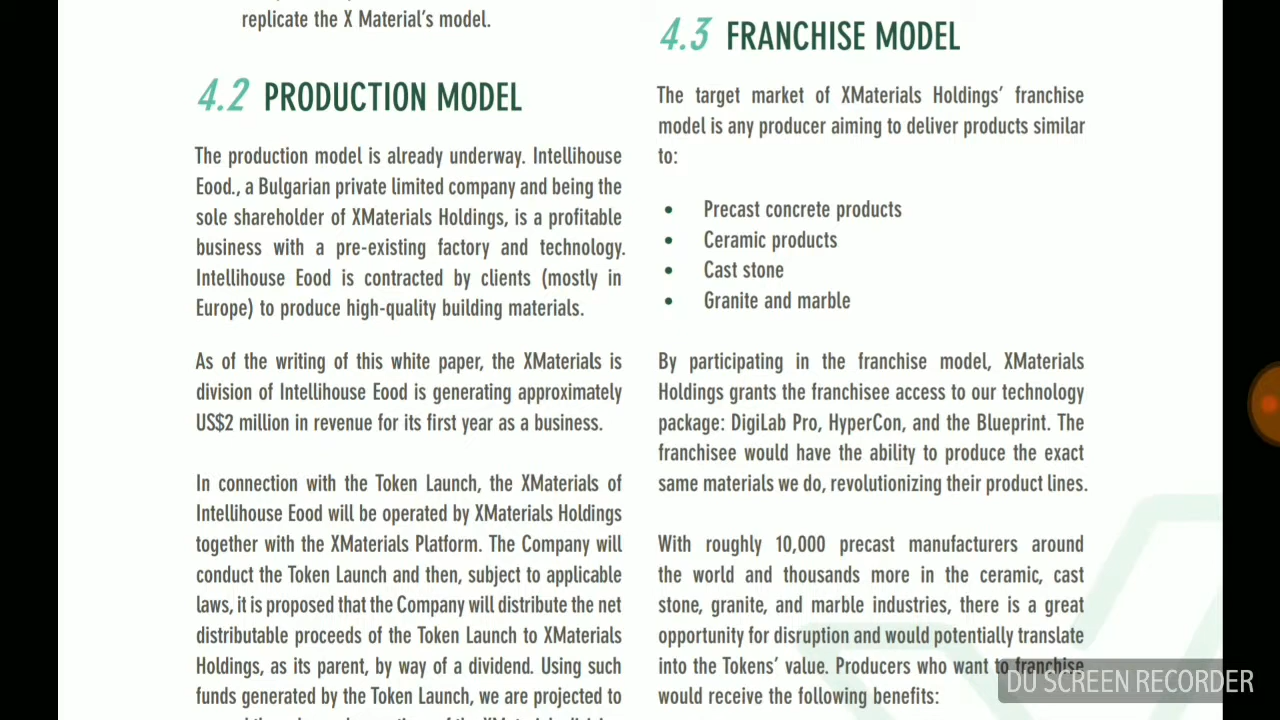 replicate the X Material's model.
4.2 PRODUCTION MODEL
The production model is already underway. Intellihouse
Eood., a Bulgarian private limited company and being the
sole shareholder of XMaterials Holdings, is a profitable
business with a pre-existing factory and technology.
Intellihouse Eood is contracted by clients (mostly in
Europe) to produce high-quality building materials.
As of the writing of this white paper, the XMaterials is
division of Intellihouse Eood is generating approximately
US$2 million in revenue for its first year as a business.
In connection with the Token Launch, the XMaterials of
Intellihouse Eood will be operated by XMaterials Holdings
together with the XMaterials Platform. The Company will
conduct the Token Launch and then, subject to applicable
laws, it is proposed that the Company will distribute the net
distributable proceeds of the Token Launch to XMaterials
Holdings, as its parent, by way of a dividend. Using such
funds generated by the Token Launch, we are projected to
4.3 FRANCHISE MODEL
The target market of XMaterials Holdings' franchise
model is any producer aiming to deliver products similar
to:
• Precast concrete products
• Ceramic products
• Cast stone
• Granite and marble
By participating in the franchise model, XMaterials
Holdings grants the franchisee access to our technology
package: DigiLab Pro, HyperCon, and the Blueprint. The
franchisee would have the ability to produce the exact
same materials we do, revolutionizing their product lines.
With roughly 10,000 precast manufacturers around
the world and thousands more in the ceramic, cast
stone, granite, and marble industries, there is a great
opportunity for disruption and would potentially translate
into the Tokens' value. Producers who want to franchise
would receive the following benefits:
DU SCREEN RECORDER